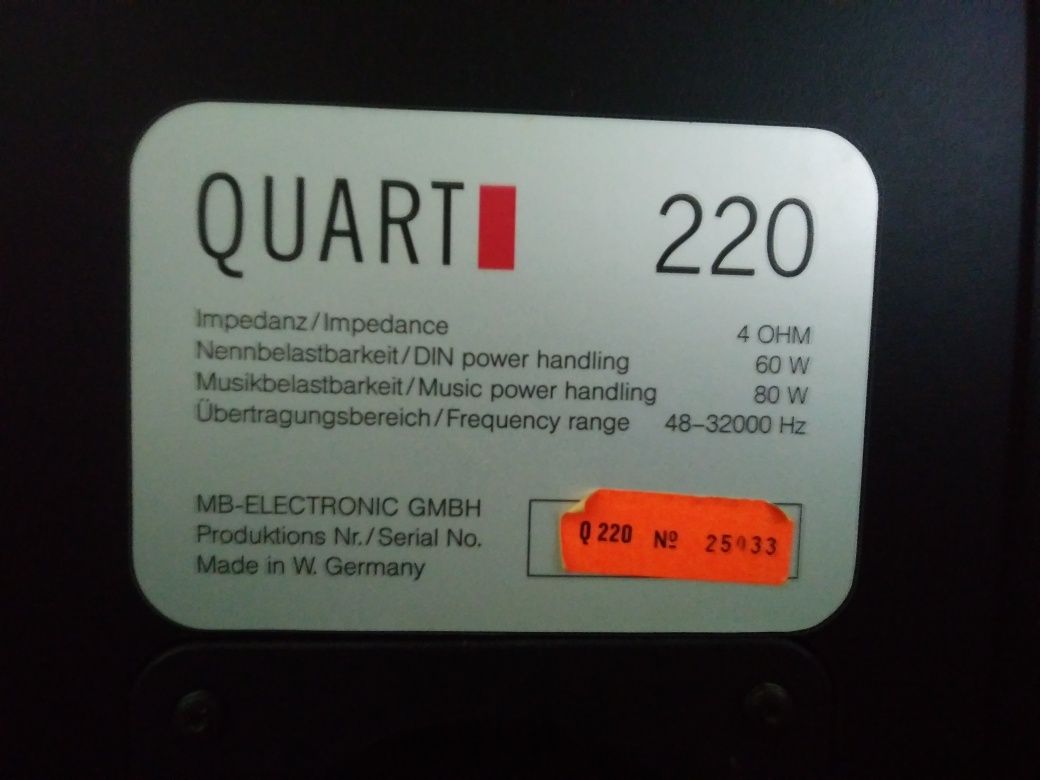 QUART 220
Impedanz/Impedance 4 OHM
Nennbelastbarkeit/DIN power handling 60 W
Musikbelastbarkeit/Music power handling 80 W
Übertragungsbereich/Frequency range 48–32000 Hz
MB-ELECTRONIC GMBH
Produktions Nr./Serial No.
Made in W. Germany
Q 220 Nº